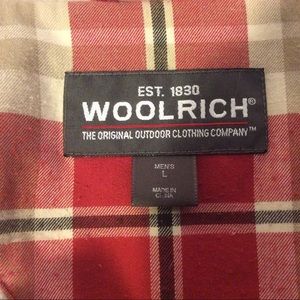 EST. 1830
WOOLRICH®
THE ORIGINAL OUTDOOR CLOTHING COMPANY™
MEN'S
L
MADE IN
CHINA